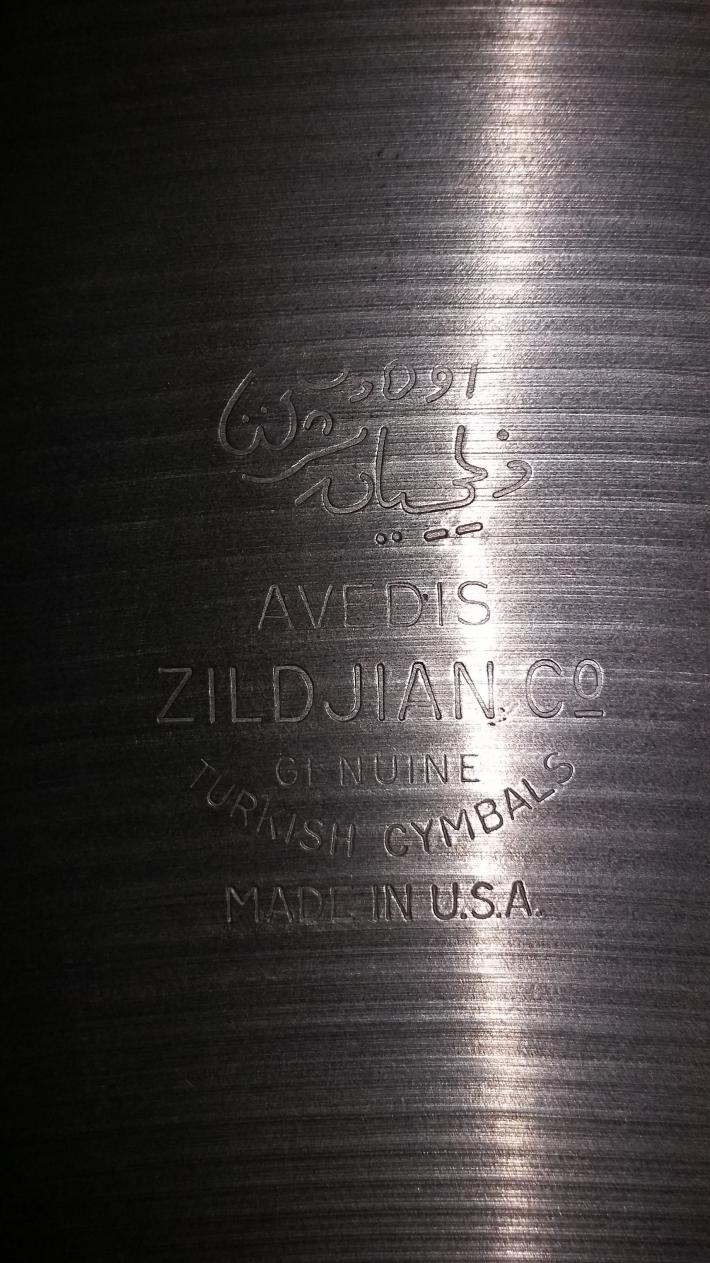 AVEDIS
ZILDJIAN Co
GENUINE
TURKISH CYMBALS
MADE IN U.S.A.